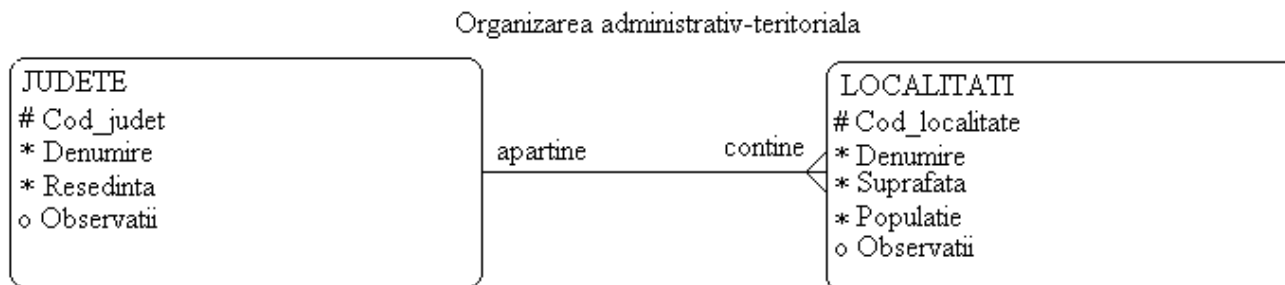 Organizarea administrativ-teritoriala
JUDETE
# Cod_judet
* Denumire
* Resedinta
o Observatii
apartine
contine
LOCALITATI
# Cod_localitate
* Denumire
* Suprafata
* Populatie
o Observatii